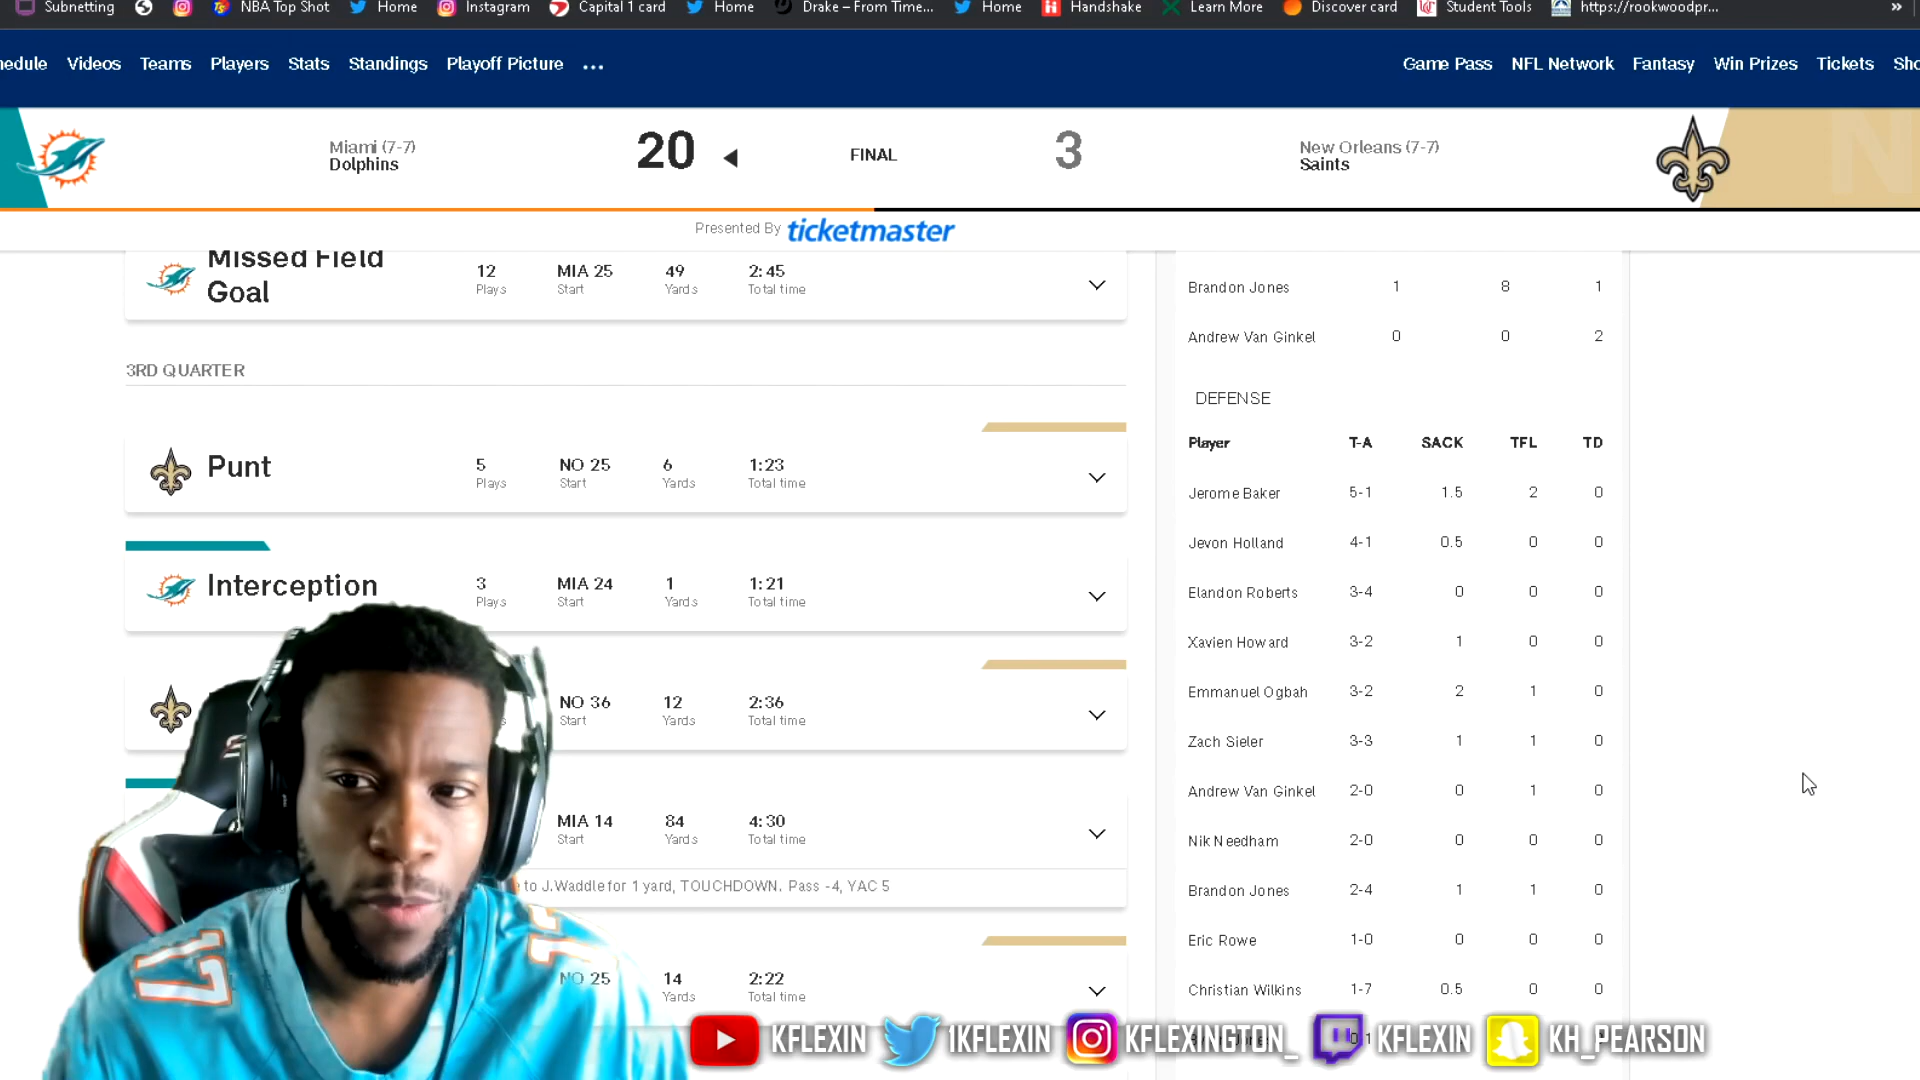 Subnetting
NBA Top Shot
Home
Instagram
Capital 1 card
Home
Drake – From Time...
Home
Handshake
Learn More
Discover card
Student Tools
https://rookwoodpr...
»
Videos
Teams
Players
Stats
Standings
Playoff Picture
...
Game Pass
NFL Network
Fantasy
Win Prizes
Tickets
Miami (7-7)
Dolphins
20
FINAL
3
New Orleans (7-7)
Saints
Presented By ticketmaster
Missed Field
Goal
12 MIA 25 49 2:45
Plays Start Yards Total time
3RD QUARTER
Punt
5 NO 25 6 1:23
Plays Start Yards Total time
Interception
3 MIA 24 1 1:21
Plays Start Yards Total time
NO 36 12 2:36
Start Yards Total time
MIA 14 84 4:30
Start Yards Total time
to J.Waddle for 1 yard, TOUCHDOWN. Pass -4, YAC 5
NO 25 14 2:22
Yards Total time
Brandon Jones 1 8 1
Andrew Van Ginkel 0 0 2
DEFENSE
Player T-A SACK TFL TD
Jerome Baker 5-1 1.5 2 0
Jevon Holland 4-1 0.5 0 0
Elandon Roberts 3-4 0 0 0
Xavien Howard 3-2 1 0 0
Emmanuel Ogbah 3-2 2 1 0
Zach Sieler 3-3 1 1 0
Andrew Van Ginkel 2-0 0 1 0
Nik Needham 2-0 0 0 0
Brandon Jones 2-4 1 1 0
Eric Rowe 1-0 0 0 0
Christian Wilkins 1-7 0.5 0 0
17
KFLEXIN
1KFLEXIN
KFLEXINGTON_
KFLEXIN
KH_PEARSON